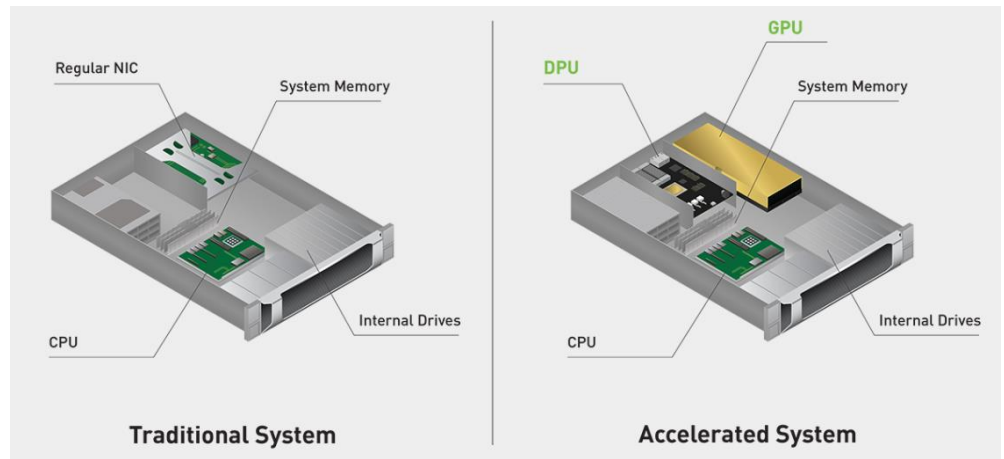 Regular NIC
System Memory
CPU
Internal Drives
Traditional System
GPU
DPU
System Memory
CPU
Internal Drives
Accelerated System